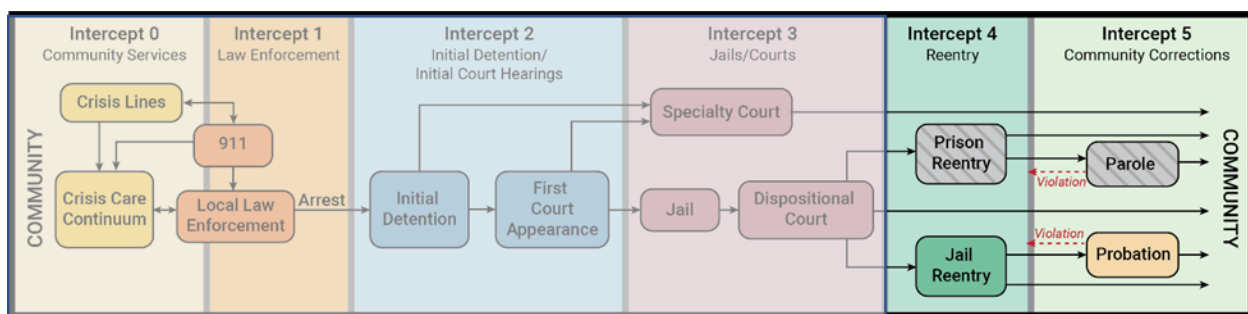 Intercept 0
Community Services
Intercept 1
Law Enforcement
Intercept 2
Initial Detention/
Initial Court Hearings
Intercept 3
Jails/Courts
Intercept 4
Reentry
Intercept 5
Community Corrections
COMMUNITY
Crisis Lines
911
Crisis Care
Continuum
Local Law
Enforcement
Arrest
Initial
Detention
First
Court
Appearance
Specialty Court
Jail
Dispositional
Court
Prison
Reentry
Violation
Parole
Jail
Reentry
Violation
Probation
COMMUNITY